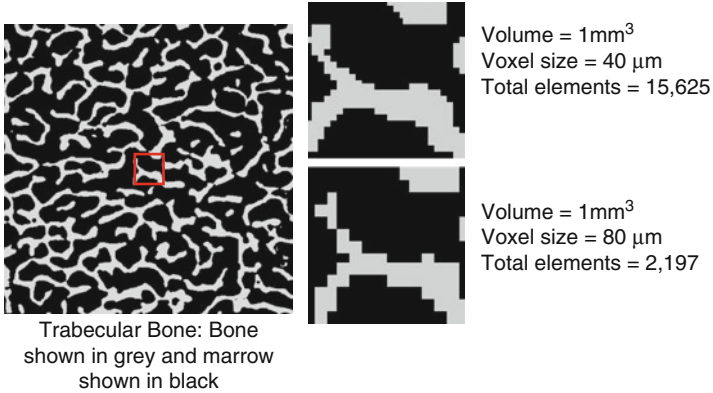 Volume = 1mm³
Voxel size = 40 μm
Total elements = 15,625
Volume = 1mm³
Voxel size = 80 μm
Total elements = 2,197
Trabecular Bone: Bone
shown in grey and marrow
shown in black